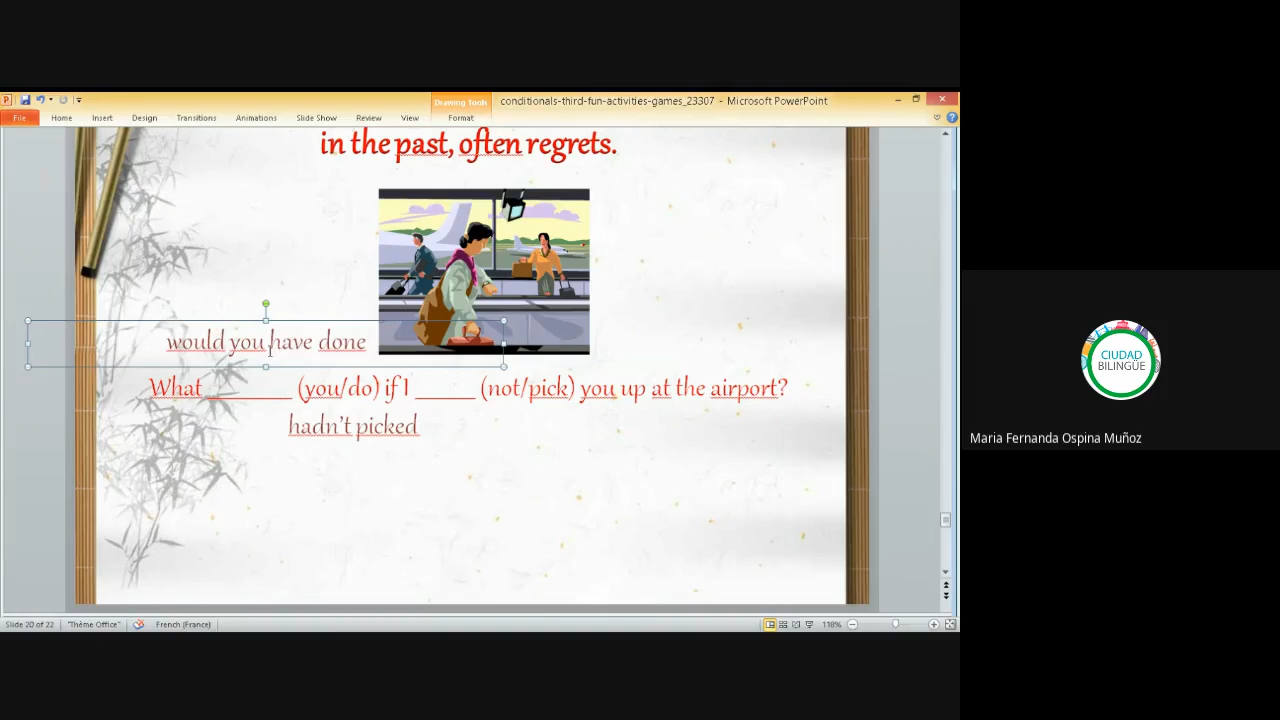 Drawing Tools
conditionals-third-fun-activities-games_23307 - Microsoft PowerPoint
File Home Insert Design Transitions Animations Slide Show Review View Format
in the past, often regrets.
would you have done
What ________ (you/do) if I _____ (not/pick) you up at the airport?
hadn't picked
CIUDAD
BILINGÜE
Maria Fernanda Ospina Muñoz
Slide 20 of 22 "Thème Office" French (France) 118%